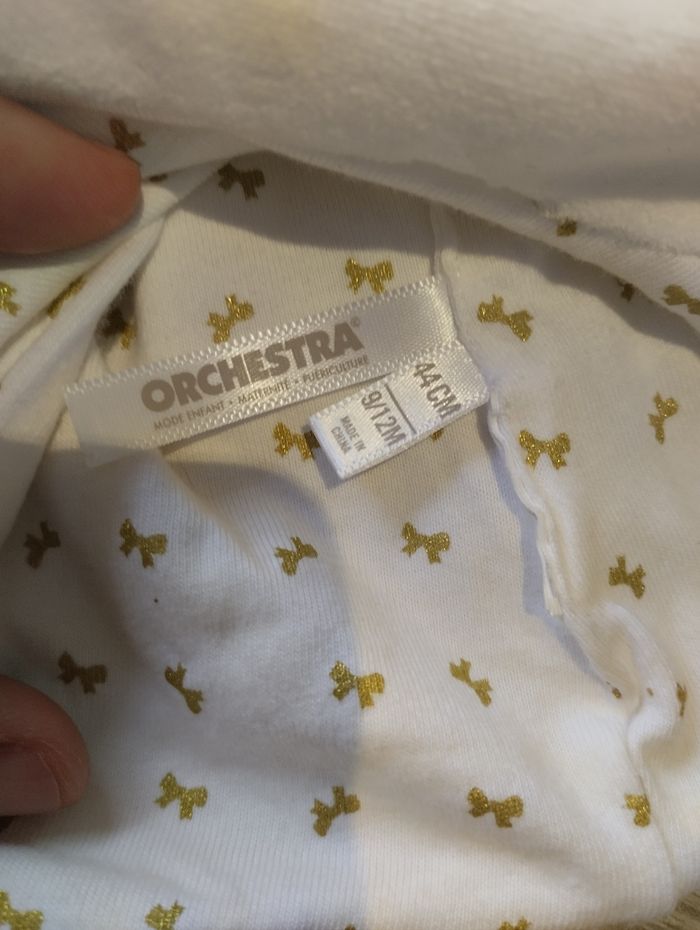 ORCHESTRA©
MODE ENFANT • MATERNITÉ • PUÉRICULTURE
44CM
9/12M
MADE IN
CHINA